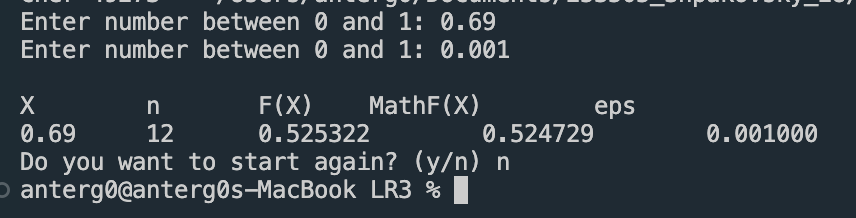 Enter number between 0 and 1: 0.69
Enter number between 0 and 1: 0.001
X n F(X) MathF(X) eps
0.69 12 0.525322 0.524729 0.001000
Do you want to start again? (y/n) n
anterg0@anterg0s-MacBook LR3 %